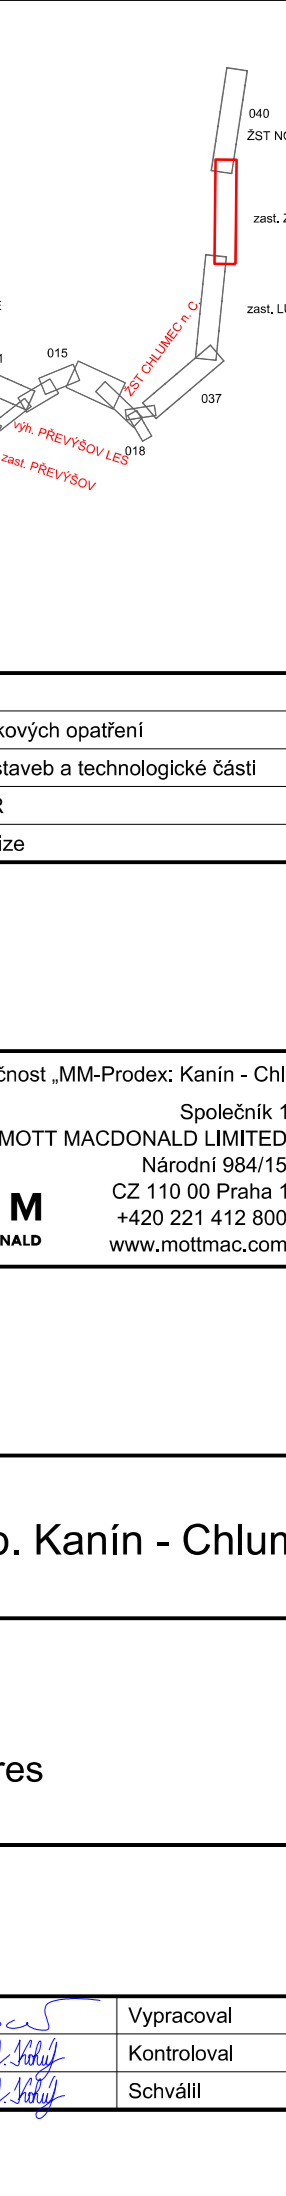 040
ŽST NO
zast. Z
zast. LU
ŽST CHLUMEC n. C.
015
037
výh. PŘEVÝŠOV LES
018
zast. PŘEVÝŠOV
kových opatření
staveb a technologické části
R
ize
čnost „MM-Prodex: Kanín - Chl
Společník 1
MOTT MACDONALD LIMITED
Národní 984/15
CZ 110 00 Praha 1
M
+420 221 412 800
NALD
www.mottmac.com
o. Kanín - Chlum
res
Vypracoval
Kontroloval
Schválil